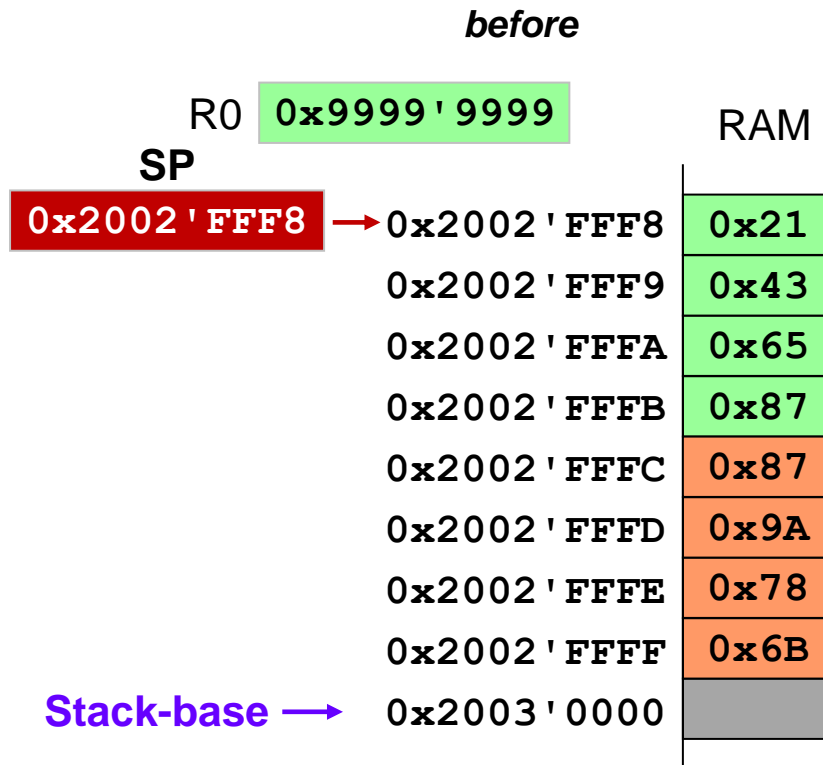 before
R0 0x9999'9999 RAM
SP
0x2002'FFF8 0x2002'FFF8 0x21
0x2002'FFF9 0x43
0x2002'FFFA 0x65
0x2002'FFFB 0x87
0x2002'FFFC 0x87
0x2002'FFFD 0x9A
0x2002'FFFE 0x78
0x2002'FFFF 0x6B
Stack-base 0x2003'0000